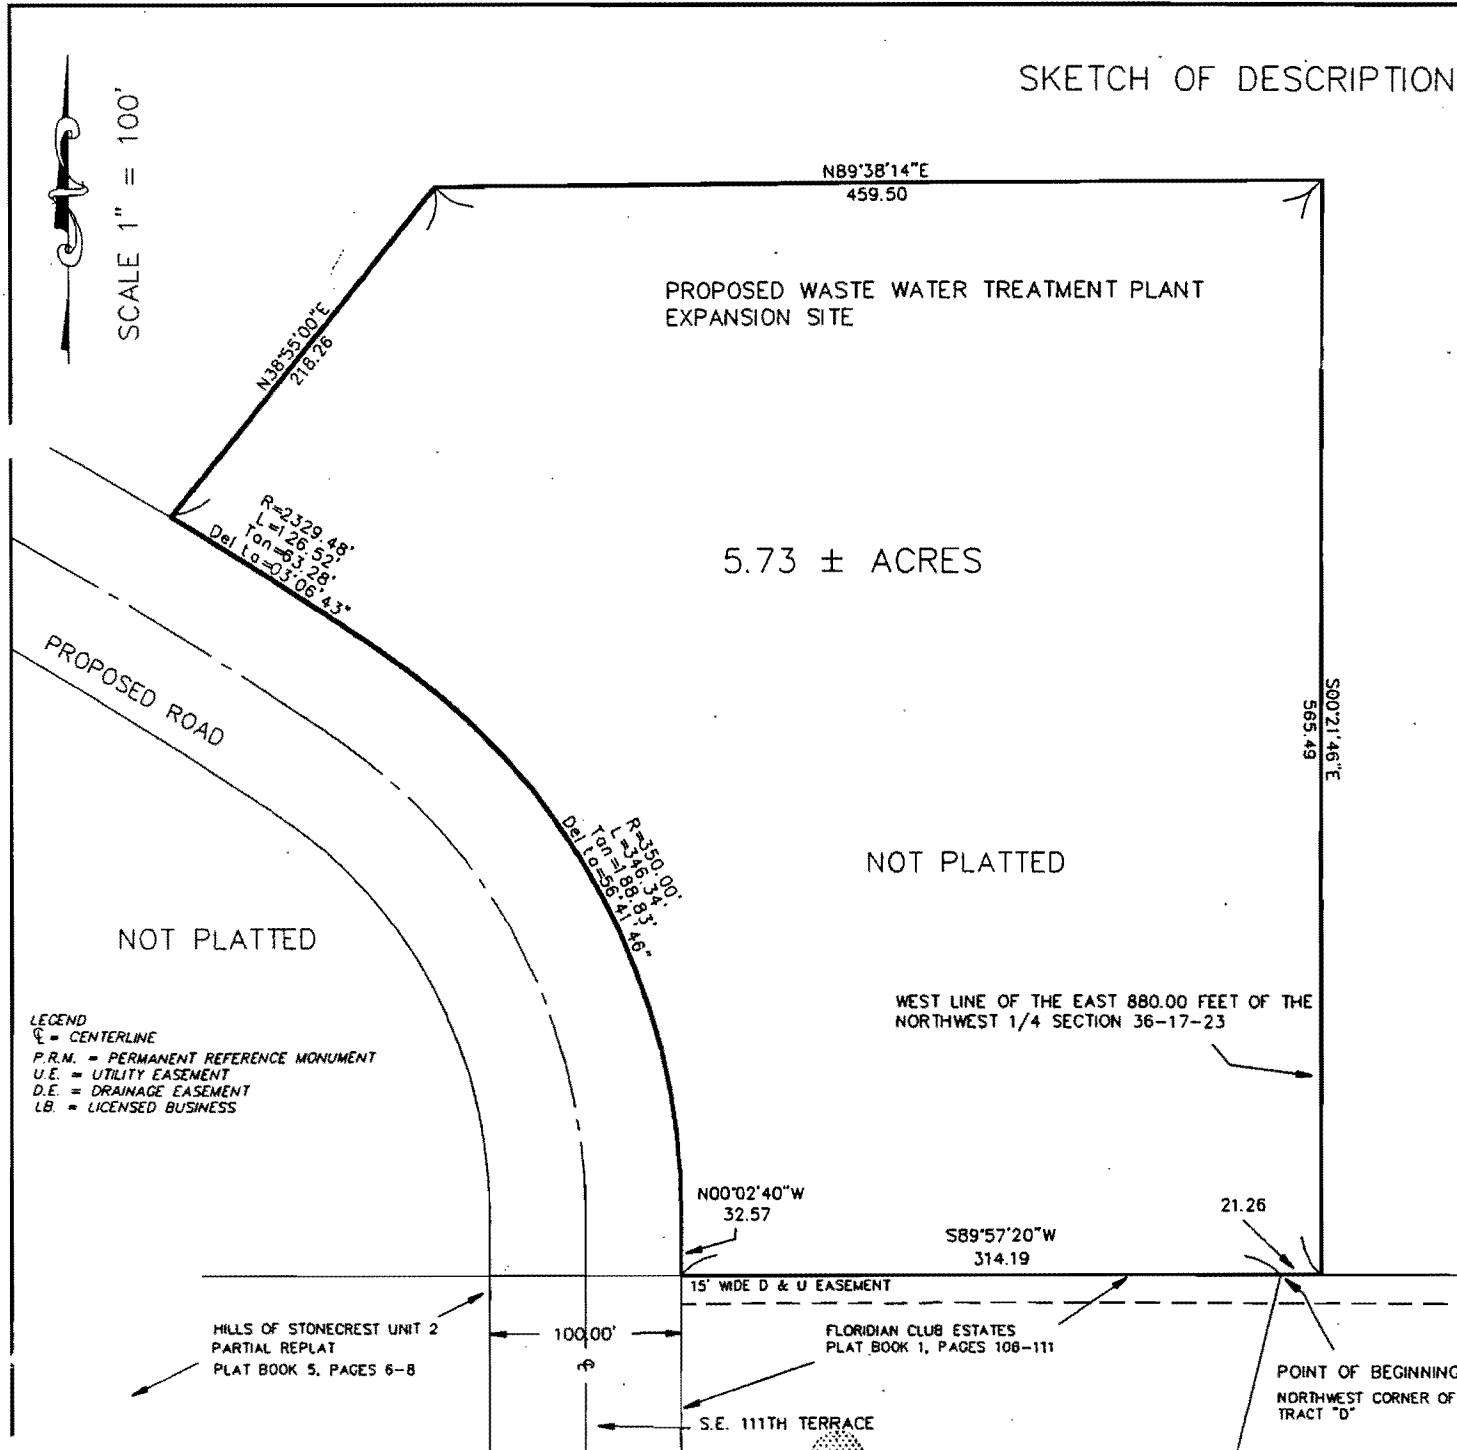 SKETCH OF DESCRIPTION
SCALE 1" = 100'
N89°38'14"E
459.50
PROPOSED WASTE WATER TREATMENT PLANT
EXPANSION SITE
N38°55'00"E
218.26
R=2329.48'
L=126.52'
Tan=63.28'
Delta=03°06'43"
5.73 ± ACRES
PROPOSED ROAD
S00°21'46"E
565.49
R=350.00'
L=346.34'
Tan=188.83'
Delta=56°41'46"
NOT PLATTED
NOT PLATTED
WEST LINE OF THE EAST 880.00 FEET OF THE
NORTHWEST 1/4 SECTION 36-17-23
LEGEND
℄ = CENTERLINE
P.R.M. = PERMANENT REFERENCE MONUMENT
U.E. = UTILITY EASEMENT
D.E. = DRAINAGE EASEMENT
LB. = LICENSED BUSINESS
N00°02'40"W
32.57
21.26
S89°57'20"W
314.19
15' WIDE D & U EASEMENT
HILLS OF STONECREST UNIT 2
PARTIAL REPLAT
PLAT BOOK 5, PAGES 6-8
100.00'
℄
FLORIDIAN CLUB ESTATES
PLAT BOOK 1, PAGES 106-111
POINT OF BEGINNING
NORTHWEST CORNER OF
TRACT "D"
S.E. 111TH TERRACE